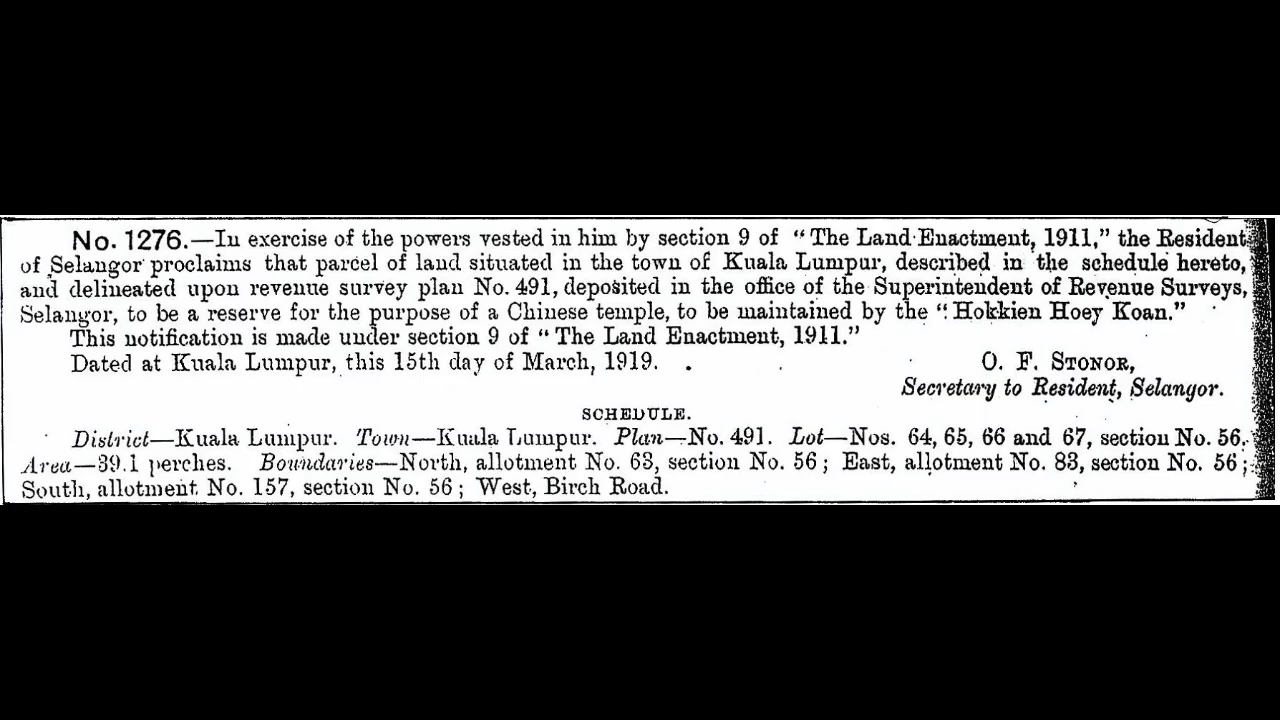 No. 1276.—In exercise of the powers vested in him by section 9 of "The Land Enactment, 1911," the Resident
of Selangor proclaims that parcel of land situated in the town of Kuala Lumpur, described in the schedule hereto,
and delineated upon revenue survey plan No. 491, deposited in the office of the Superintendent of Revenue Surveys,
Selangor, to be a reserve for the purpose of a Chinese temple, to be maintained by the "Hokkien Hoey Koan."
This notification is made under section 9 of "The Land Enactment, 1911."
Dated at Kuala Lumpur, this 15th day of March, 1919. O. F. STONOR,
Secretary to Resident, Selangor.
SCHEDULE.
District—Kuala Lumpur. Town—Kuala Lumpur. Plan—No. 491. Lot—Nos. 64, 65, 66 and 67, section No. 56.
Area—39.1 perches. Boundaries—North, allotment No. 63, section No. 56; East, allotment No. 83, section No. 56;
South, allotment No. 157, section No. 56; West, Birch Road.